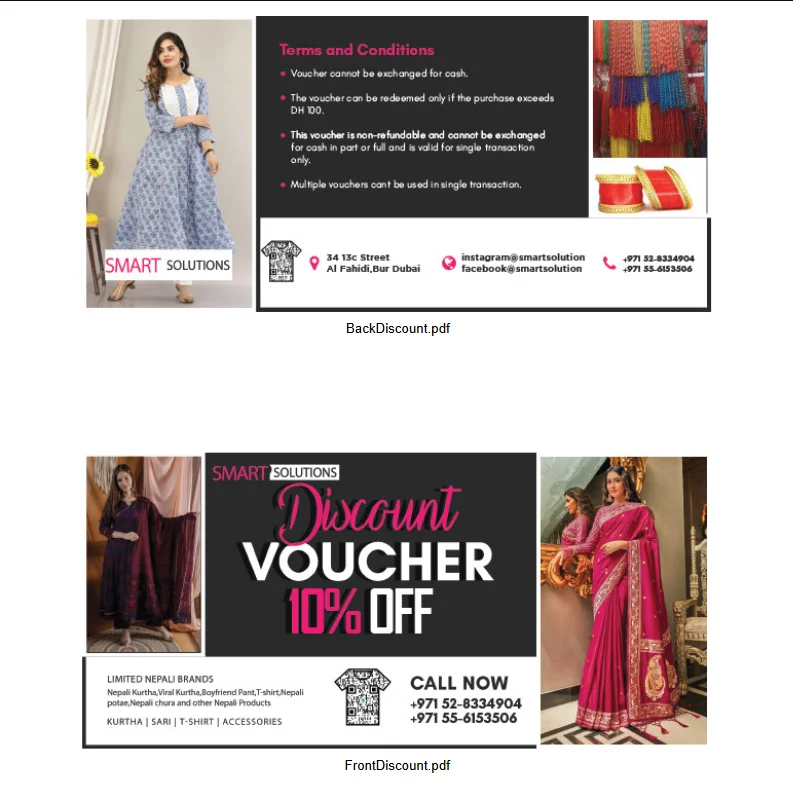 Terms and Conditions
Voucher cannot be exchanged for cash.
The voucher can be redeemed only if the purchase exceeds
DH 100.
This voucher is non-refundable and cannot be exchanged
for cash in part or full and is valid for single transaction
only.
Multiple vouchers cant be used in single transaction.
SMART SOLUTIONS
34 13c Street
Al Fahidi,Bur Dubai
instagram@smartsolution
facebook@smartsolution
+971 52-8334904
+971 55-6153506
BackDiscount.pdf
SMART SOLUTIONS
Discount
VOUCHER
10% OFF
LIMITED NEPALI BRANDS
Nepali Kurtha,Viral Kurtha,Boyfriend Pant,T-shirt,Nepali
potae,Nepali chura and other Nepali Products
KURTHA | SARI | T-SHIRT | ACCESSORIES
CALL NOW
+971 52-8334904
+971 55-6153506
FrontDiscount.pdf